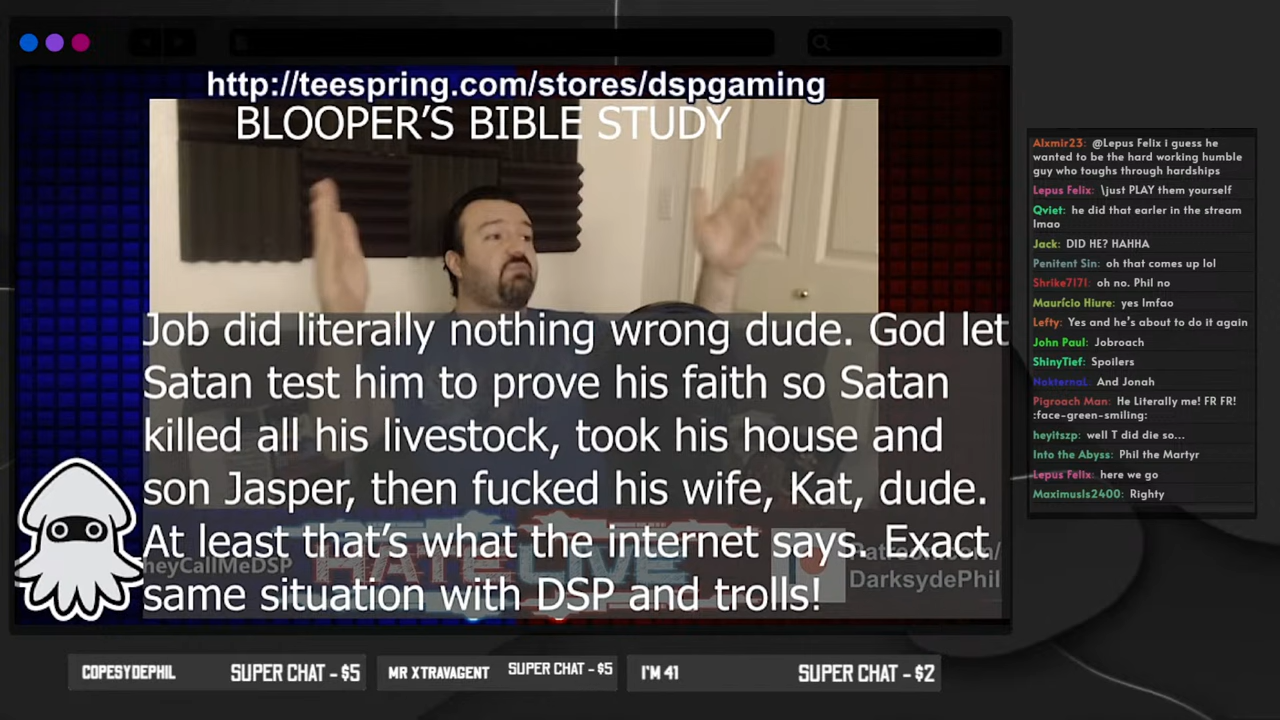 http://teespring.com/stores/dspgaming
BLOOPER'S BIBLE STUDY
Job did literally nothing wrong dude. God let
Satan test him to prove his faith so Satan
killed all his livestock, took his house and
son Jasper, then fucked his wife, Kat, dude.
At least that's what the internet says. Exact
same situation with DSP and trolls!
heyCallMeDSP
HATE LIVE
Patreon.com/
DarksydePhil
Alxmir23: @Lepus Felix i guess he
wanted to be the hard working humble
guy who toughs through hardships
Lepus Felix: \just PLAY them yourself
Qviet: he did that earler in the stream
lmao
Jack: DID HE? HAHHA
Penitent Sin: oh that comes up lol
Shrike7171: oh no. Phil no
Maurício Hiure: yes lmfao
Lefty: Yes and he's about to do it again
John Paul: Jobroach
ShinyTief: Spoilers
NokternaL: And Jonah
Pigroach Man: He Literally me! FR FR!
:face-green-smiling:
heyitszp: well T did die so...
Into the Abyss: Phil the Martyr
Lepus Felix: here we go
Maximusls2400: Righty
COPESYDEPHIL SUPER CHAT - $5
MR XTRAVAGENT SUPER CHAT - $5
I'M 41 SUPER CHAT - $2